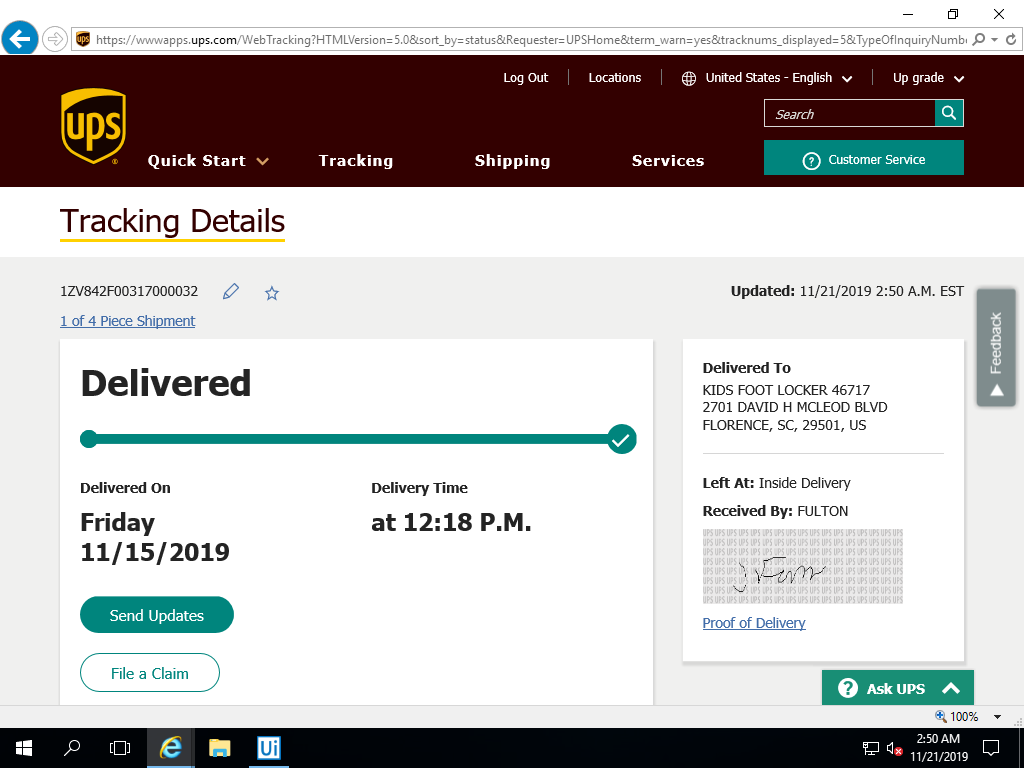 https://wwwapps.ups.com/WebTracking?HTMLVersion=5.0&sort_by=status&Requester=UPSHome&term_warn=yes&tracknums_displayed=5&TypeOfInquiryNumb
Log Out
Locations
United States - English
Up grade
ups
Search
Quick Start
Tracking
Shipping
Services
Customer Service
Tracking Details
1ZV842F00317000032
Updated: 11/21/2019 2:50 A.M. EST
1 of 4 Piece Shipment
Feedback
Delivered
Delivered On
Friday
11/15/2019
Delivery Time
at 12:18 P.M.
Send Updates
File a Claim
Delivered To
KIDS FOOT LOCKER 46717
2701 DAVID H MCLEOD BLVD
FLORENCE, SC, 29501, US
Left At: Inside Delivery
Received By: FULTON
Proof of Delivery
Ask UPS
100%
Ui
2:50 AM
11/21/2019